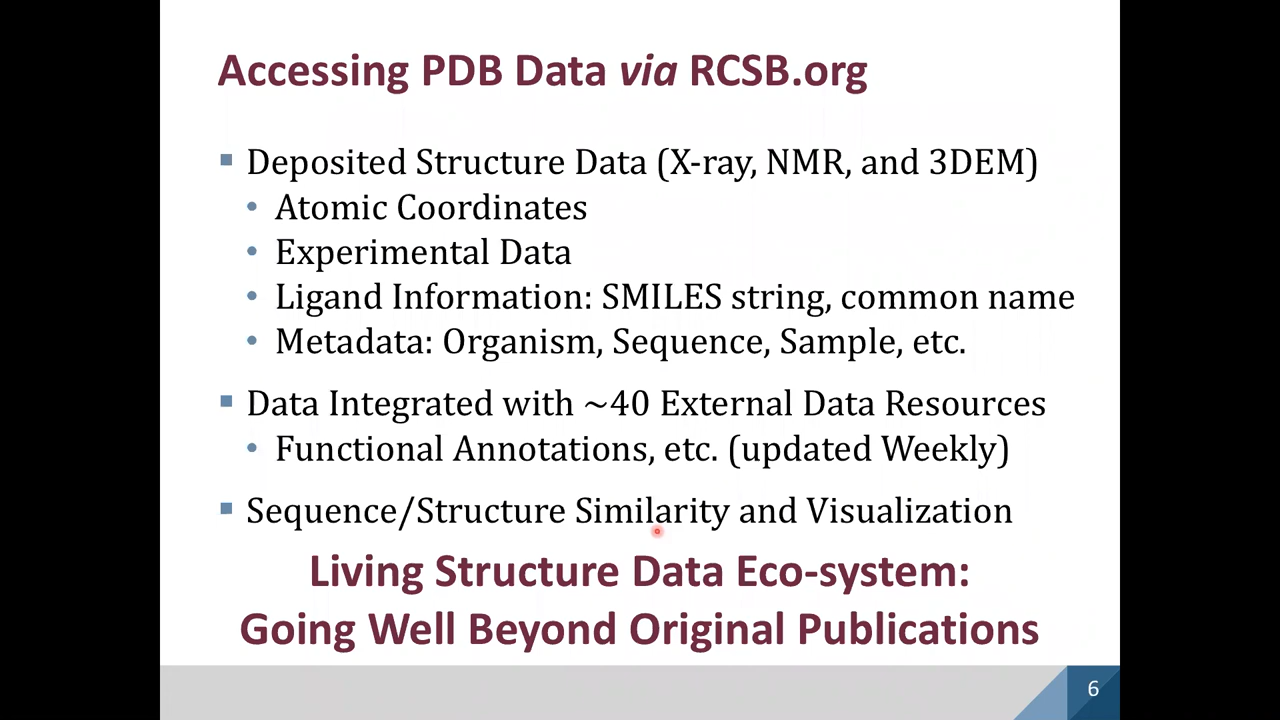 Accessing PDB Data via RCSB.org
▪ Deposited Structure Data (X-ray, NMR, and 3DEM)
• Atomic Coordinates
• Experimental Data
• Ligand Information: SMILES string, common name
• Metadata: Organism, Sequence, Sample, etc.
▪ Data Integrated with ~40 External Data Resources
• Functional Annotations, etc. (updated Weekly)
▪ Sequence/Structure Similarity and Visualization
Living Structure Data Eco-system:
Going Well Beyond Original Publications
6